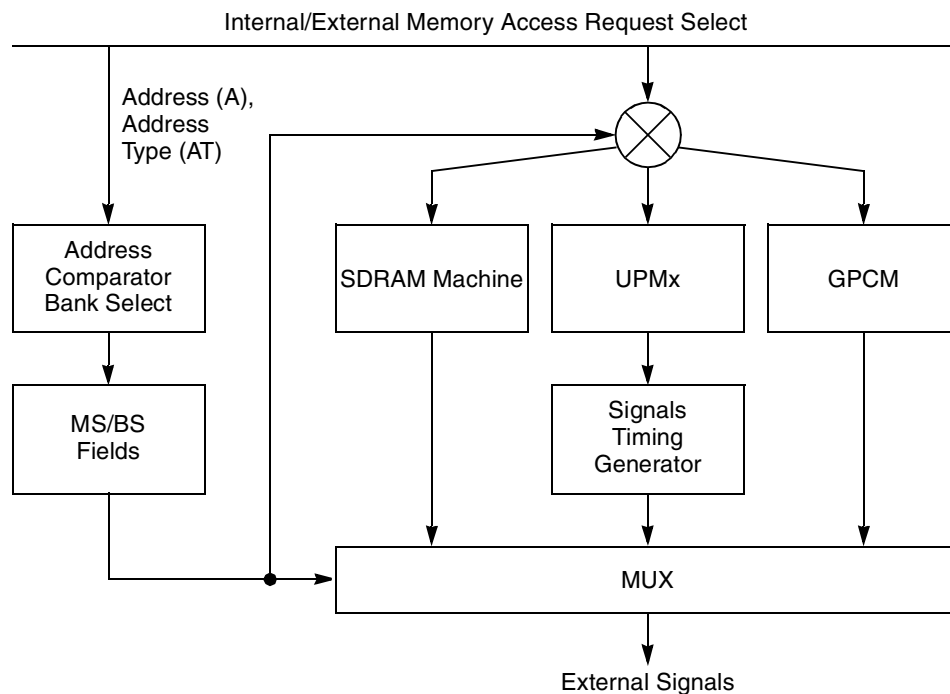 Internal/External Memory Access Request Select
Address (A),
Address
Type (AT)
Address
Comparator
Bank Select
SDRAM Machine
UPMx
GPCM
MS/BS
Fields
Signals
Timing
Generator
MUX
External Signals